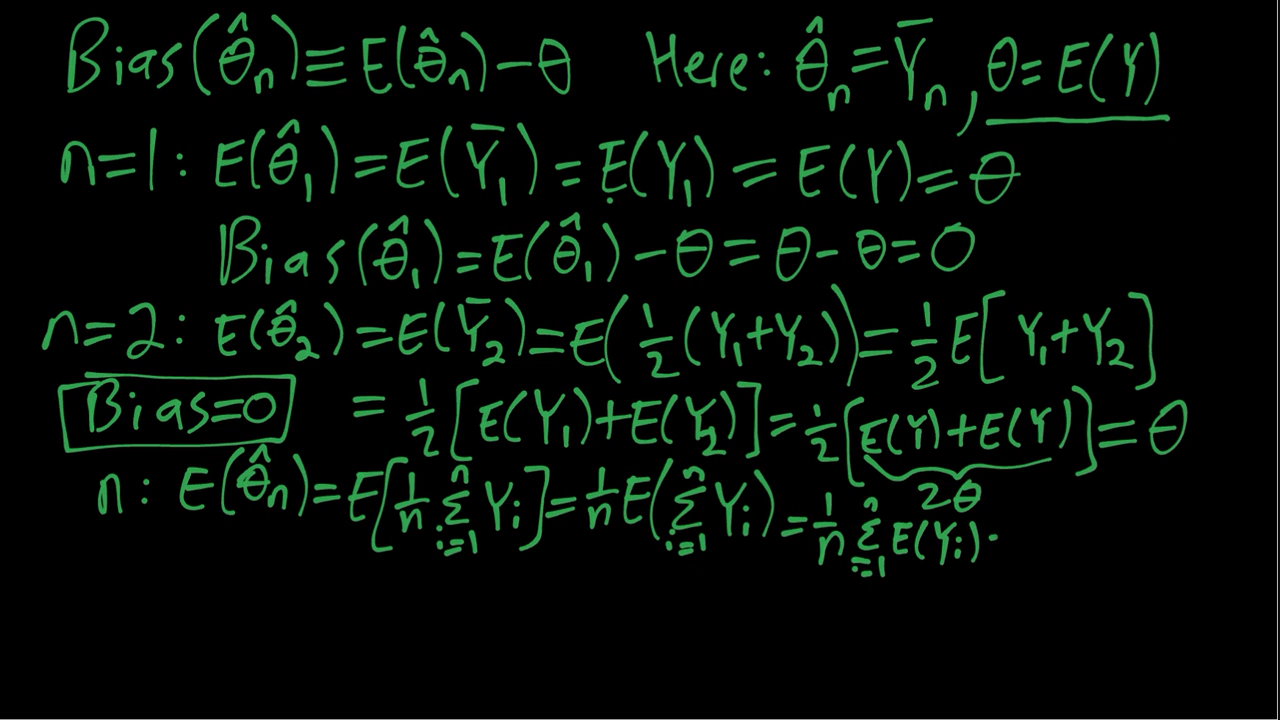 Bias(θ̂ₙ) ≡ E(θ̂ₙ) − θ   Here: θ̂ₙ = Ȳₙ, θ = E(Y)
n=1: E(θ̂₁) = E(Ȳ₁) = E(Y₁) = E(Y) = θ
Bias(θ̂₁) = E(θ̂₁) − θ = θ − θ = 0
n=2: E(θ̂₂) = E(Ȳ₂) = E(½(Y₁+Y₂)) = ½E[Y₁+Y₂]
Bias=0   = ½[E(Y₁)+E(Y₂)] = ½[E(Y)+E(Y)] = θ
2θ
n: E(θ̂ₙ) = E[1/n Σᵢ₌₁ⁿ Yᵢ] = 1/n E(Σᵢ₌₁ⁿ Yᵢ) = 1/n Σᵢ₌₁ⁿ E(Yᵢ) ·